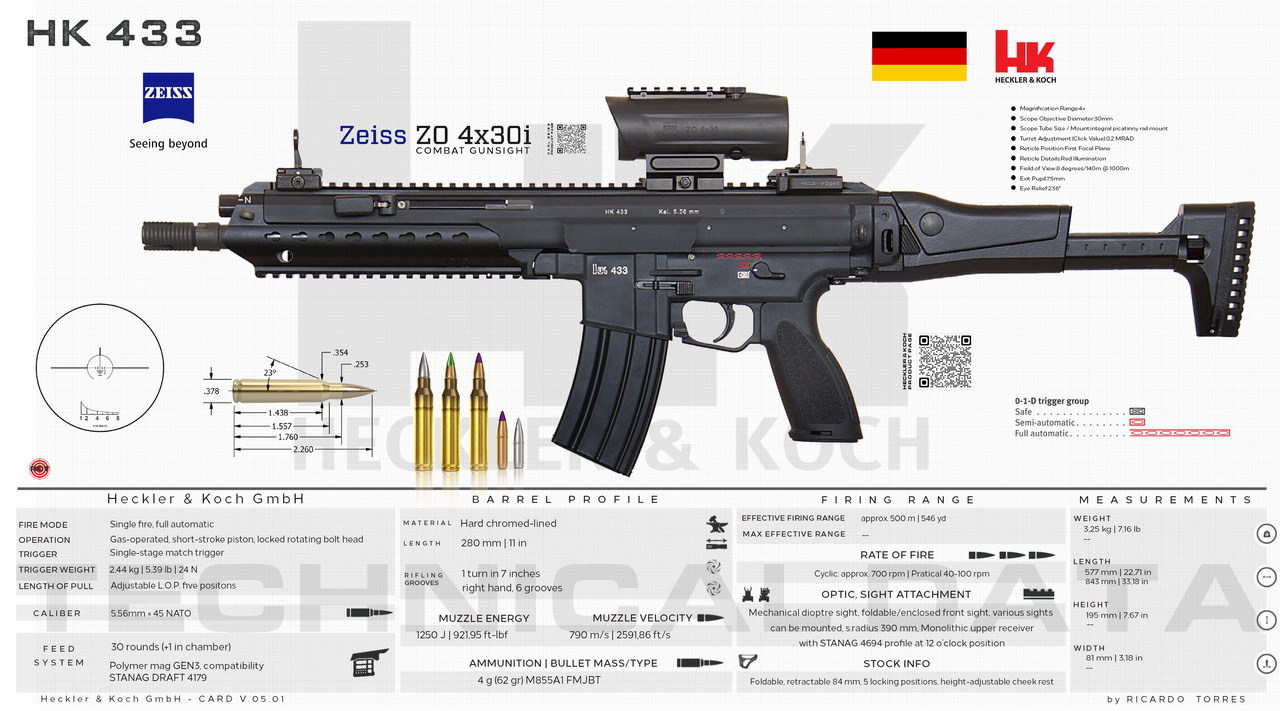 HK 433
ZEISS
Seeing beyond
Zeiss ZO 4x30i
COMBAT GUNSIGHT
HECKLER & KOCH
Magnification Range:4x
Scope Objective Diameter:30mm
Scope Tube Size / Mount:integral picatinny rail mount
Turret Adjustment (Click Value):0.2 MRAD
Reticle Position:First Focal Plane
Reticle Details:Red Illumination
Field of View:8 degrees/140m @ 1000m
Exit Pupil:7.5mm
Eye Relief:2.56"
N
HK 433 Kal. 5.56 mm
Open
HK 433
HECKLER & KOCH
PRODUCT PAGE
.354
.253
23°
.378
1.438
1.557
1.760
2.260
1 2 4 6 8
0-1-D trigger group
Safe
Semi-automatic
Full automatic
HK
HECKLER & KOCH
Heckler & Koch GmbH
FIRE MODE Single fire, full automatic
OPERATION Gas-operated, short-stroke piston, locked rotating bolt head
TRIGGER Single-stage match trigger
TRIGGER WEIGHT 2,44 kg | 5,39 lb | 24 N
LENGTH OF PULL Adjustable L.O.P. five positons
CALIBER 5.56mm × 45 NATO
FEED SYSTEM
30 rounds (+1 in chamber)
Polymer mag GEN3, compatibility
STANAG DRAFT 4179
BARREL PROFILE
MATERIAL Hard chromed-lined
LENGTH 280 mm | 11 in
RIFLING GROOVES
1 turn in 7 inches
right hand, 6 grooves
MUZZLE ENERGY MUZZLE VELOCITY
1250 J | 921,95 ft-lbf 790 m/s | 2591,86 ft/s
AMMUNITION | BULLET MASS/TYPE
4 g (62 gr) M855A1 FMJBT
FIRING RANGE
EFFECTIVE FIRING RANGE approx. 500 m | 546 yd
MAX EFFECTIVE RANGE --
RATE OF FIRE
Cyclic: approx. 700 rpm | Pratical 40-100 rpm
OPTIC, SIGHT ATTACHMENT
Mechanical dioptre sight, foldable/enclosed front sight, various sights
can be mounted, s.radius 390 mm, Monolithic upper receiver
with STANAG 4694 profile at 12 o'clock position
STOCK INFO
Foldable, retractable 84 mm, 5 locking positions, height-adjustable cheek rest
MEASUREMENTS
WEIGHT
3,25 kg | 7,16 lb
--
LENGTH
577 mm | 22,71 in
843 mm | 33,18 in
HEIGHT
195 mm | 7,67 in
--
WIDTH
81 mm | 3,18 in
--
TECHNICAL DATA
Heckler & Koch GmbH - CARD V.05.01
by RICARDO TORRES